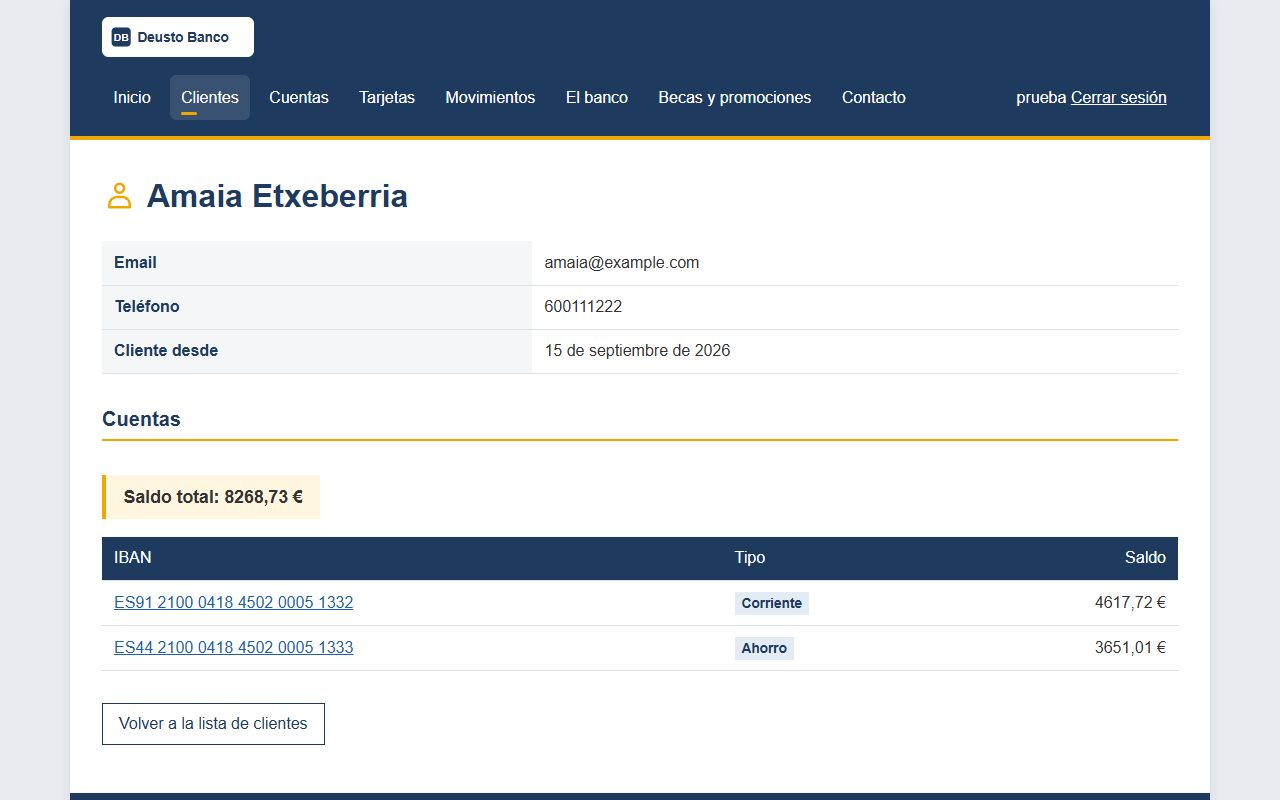 DB Deusto Banco
Inicio Clientes Cuentas Tarjetas Movimientos El banco Becas y promociones Contacto prueba Cerrar sesión
Amaia Etxeberria
Email amaia@example.com
Teléfono 600111222
Cliente desde 15 de septiembre de 2026
Cuentas
Saldo total: 8268,73 €
IBAN Tipo Saldo
ES91 2100 0418 4502 0005 1332 Corriente 4617,72 €
ES44 2100 0418 4502 0005 1333 Ahorro 3651,01 €
Volver a la lista de clientes